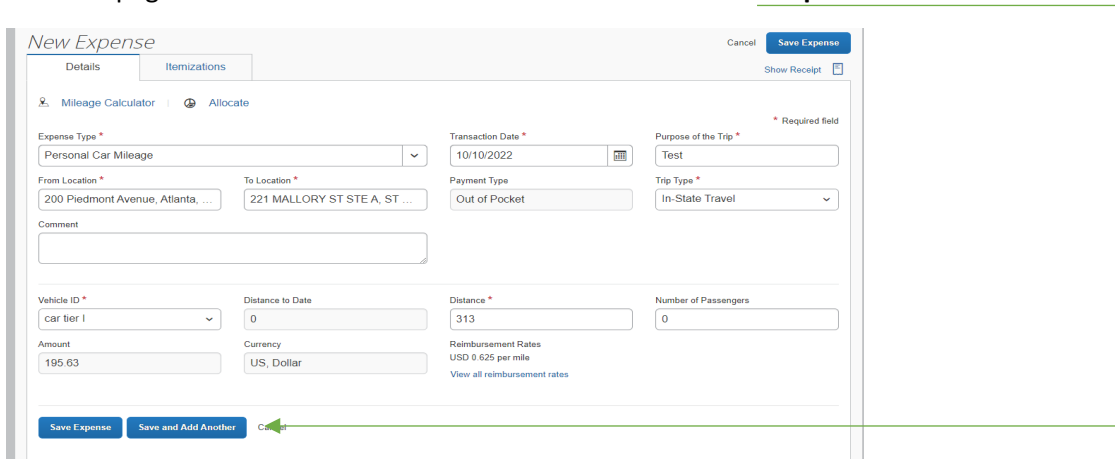 New Expense
Cancel Save Expense
Details Itemizations
Show Receipt
Mileage Calculator Allocate
* Required field
Expense Type * Transaction Date * Purpose of the Trip *
Personal Car Mileage 10/10/2022 Test
From Location * To Location * Payment Type Trip Type *
200 Piedmont Avenue, Atlanta, ... 221 MALLORY ST STE A, ST ... Out of Pocket In-State Travel
Comment
Vehicle ID * Distance to Date Distance * Number of Passengers
car tier I 0 313 0
Amount Currency Reimbursement Rates
195.63 US, Dollar USD 0.625 per mile
View all reimbursement rates
Save Expense Save and Add Another Cancel